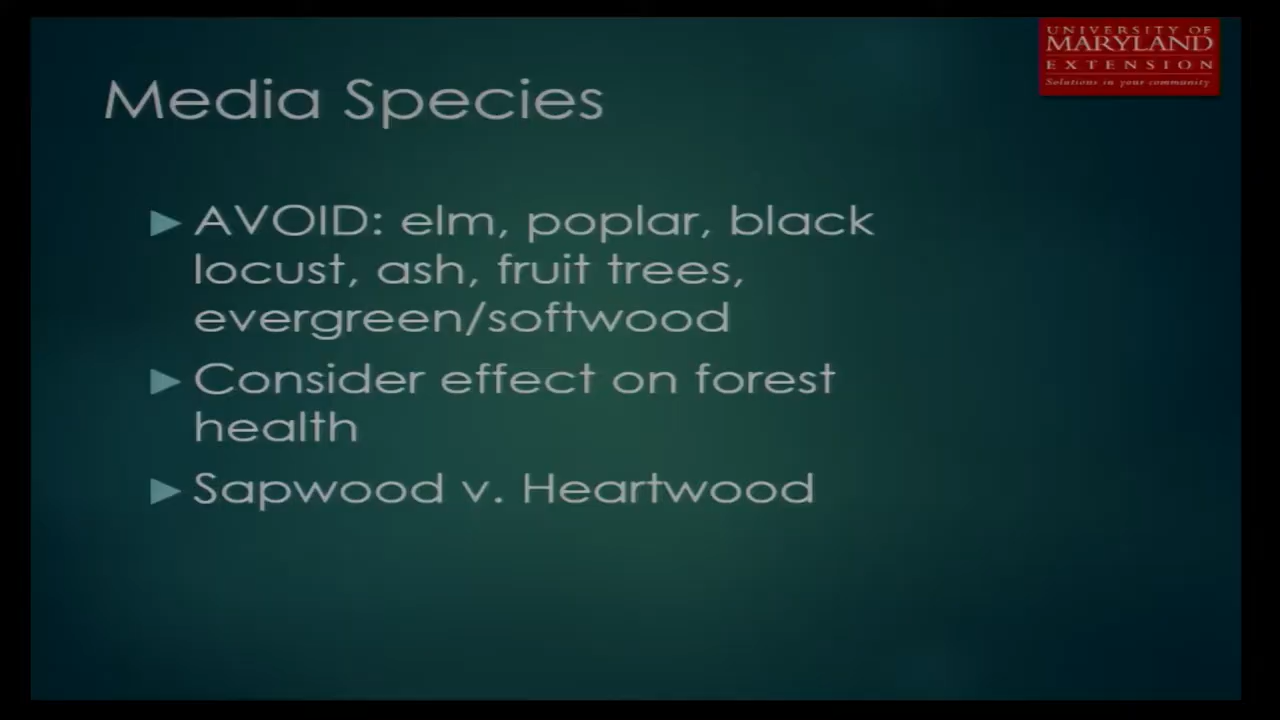 UNIVERSITY OF
MARYLAND
EXTENSION
Solutions in your community
Media Species
AVOID: elm, poplar, black
locust, ash, fruit trees,
evergreen/softwood
Consider effect on forest
health
Sapwood v. Heartwood